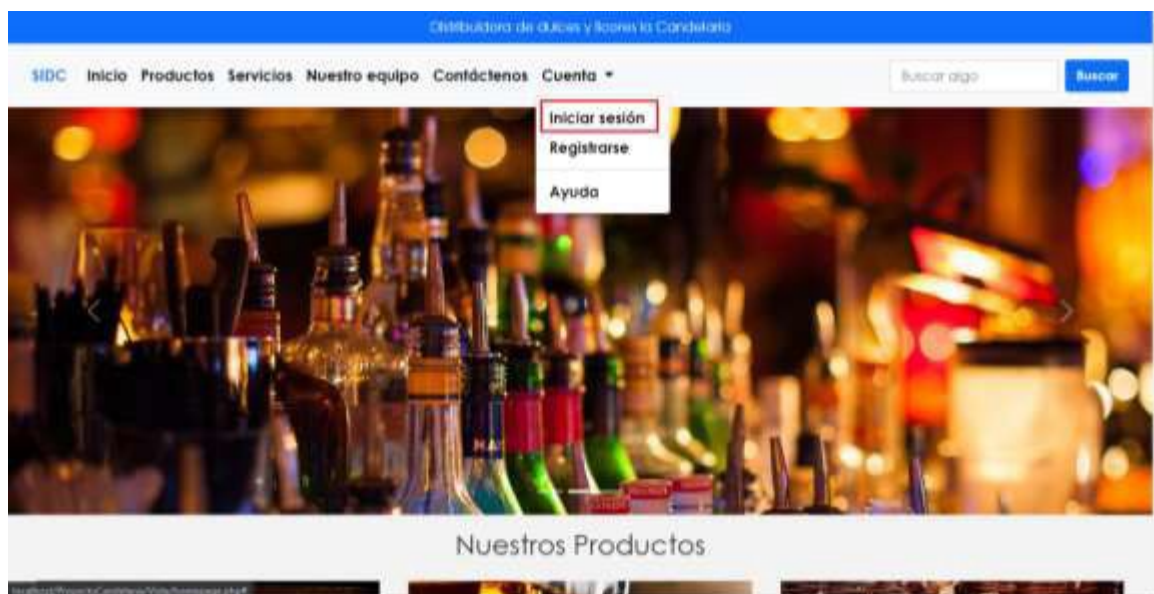 Distribuidora de dulces y licores la Candelaria
SIDC Inicio Productos Servicios Nuestro equipo Contáctenos Cuenta Buscar algo Buscar
Iniciar sesión
Registrarse
Ayuda
Nuestros Productos